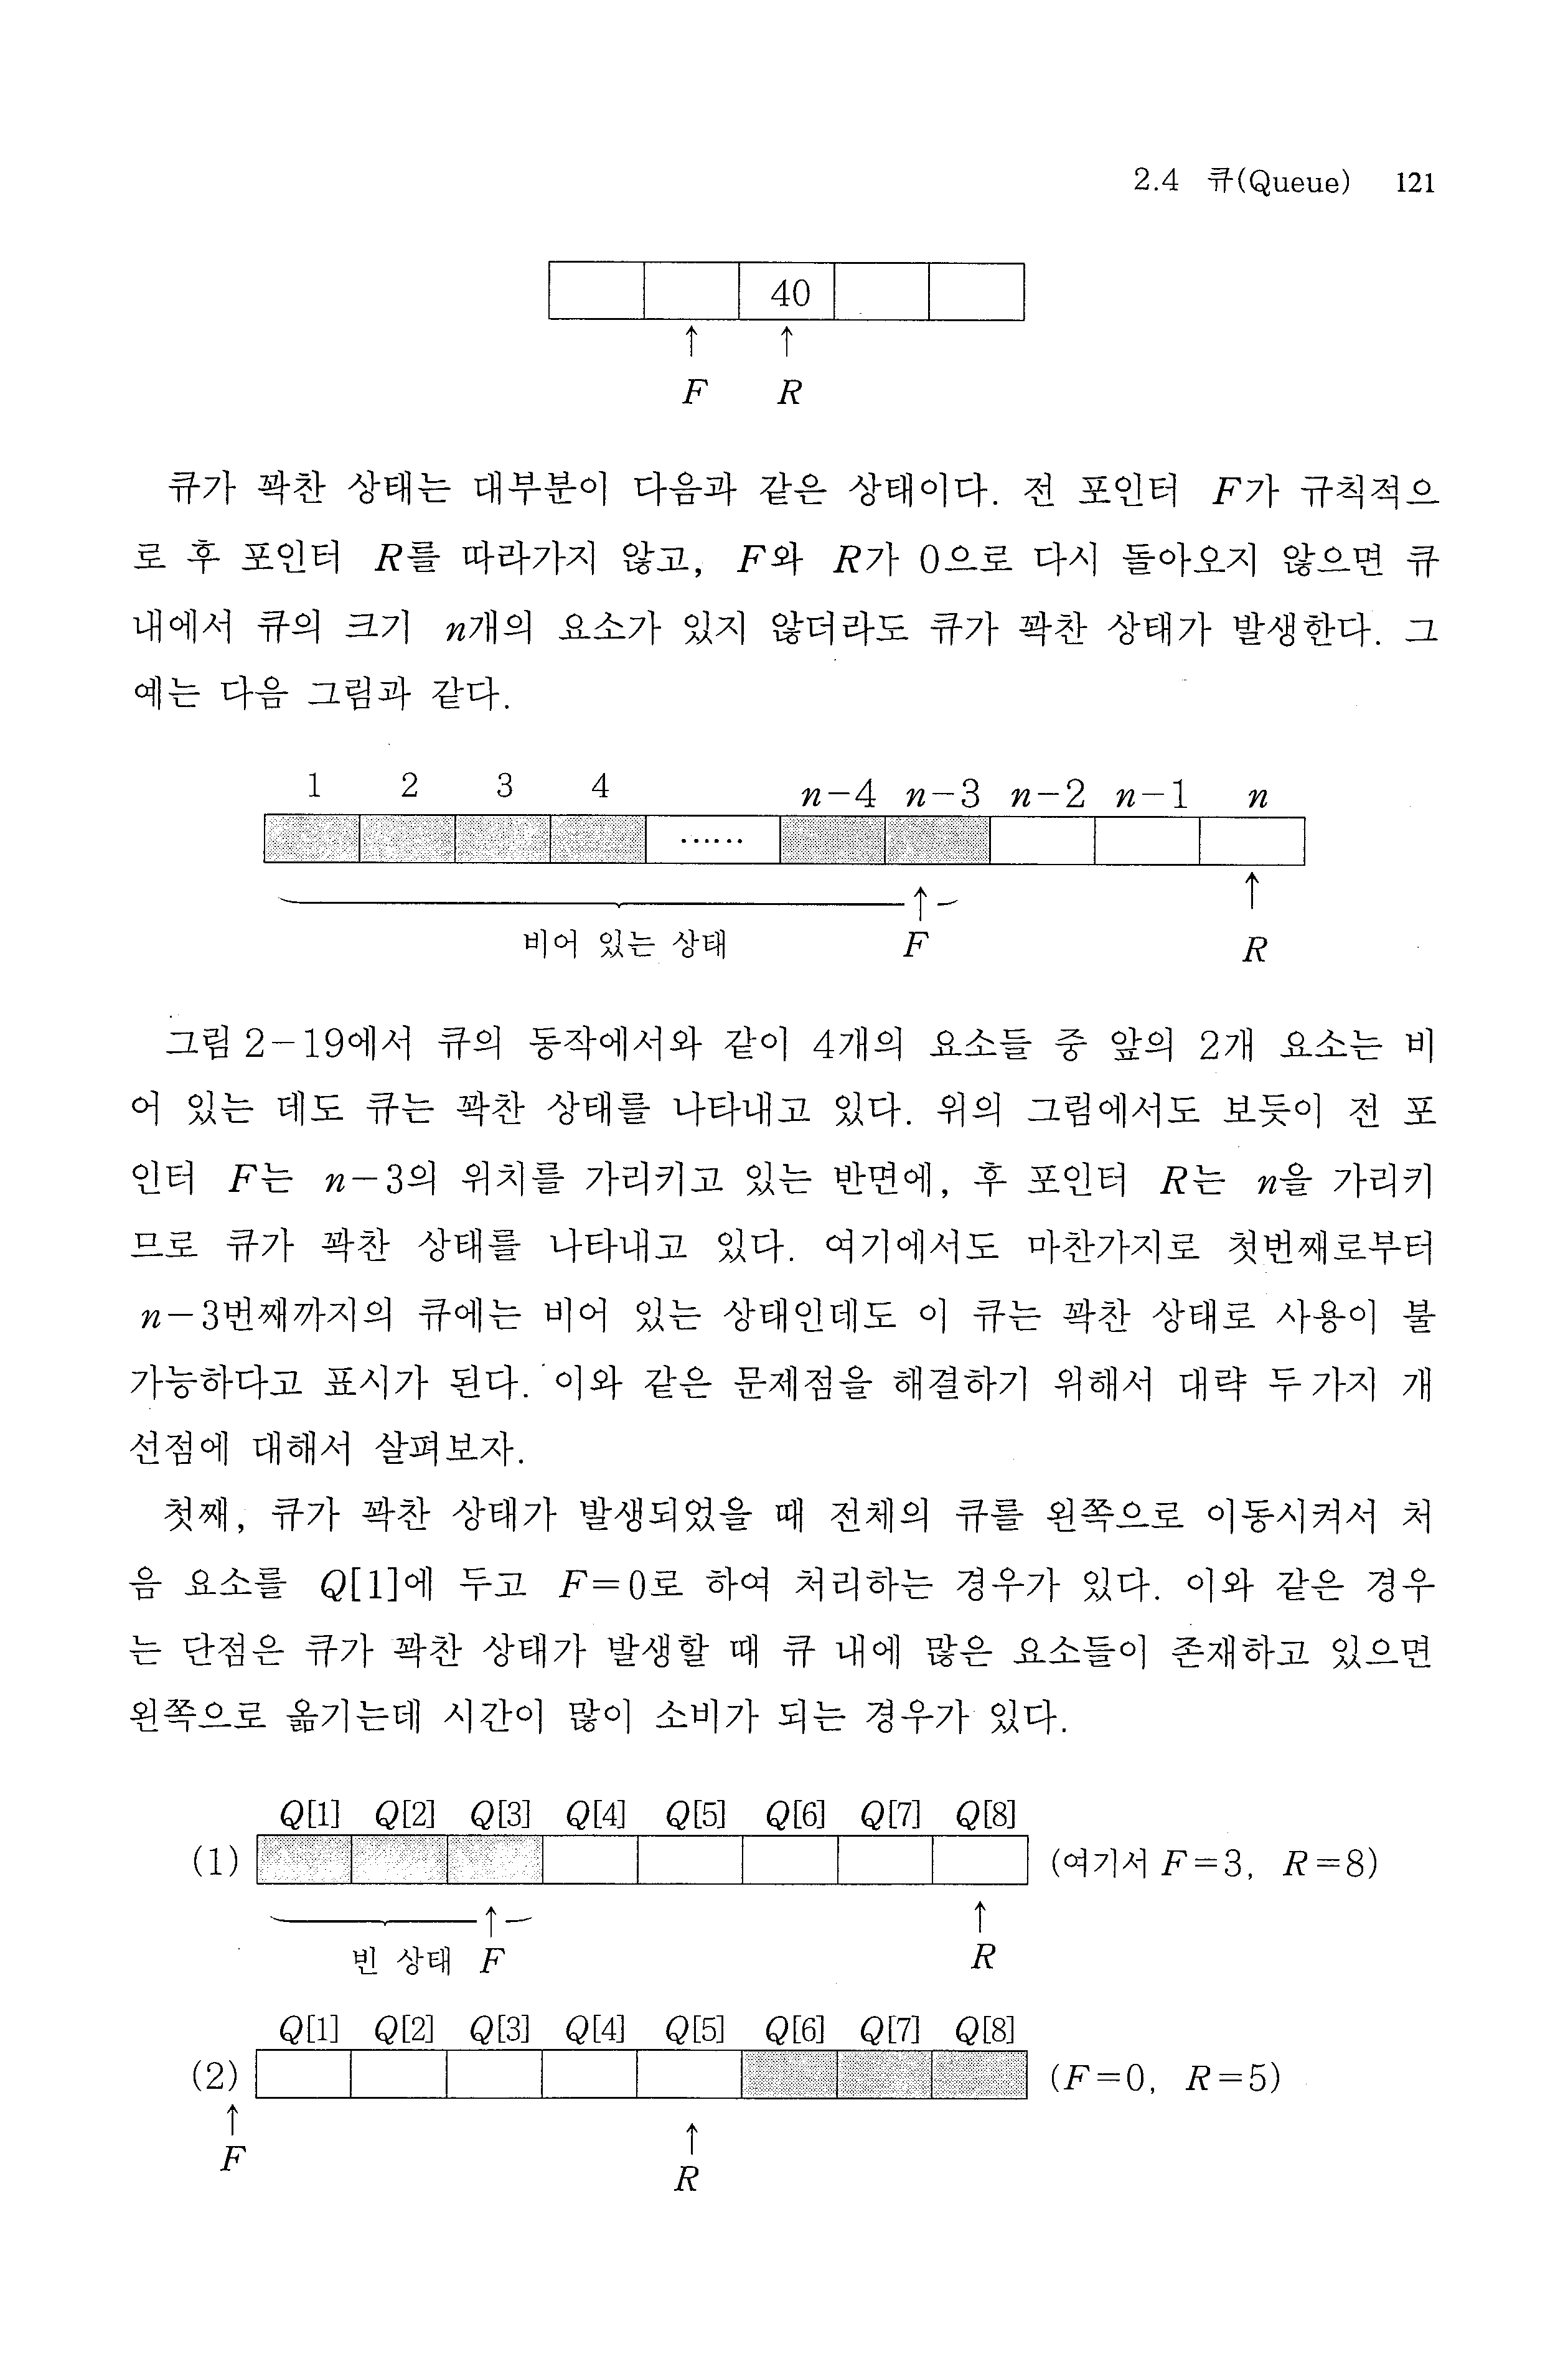 2.4 큐(Queue) 121
40
↑ ↑
F R
큐가 꽉찬 상태는 대부분이 다음과 같은 상태이다. 전 포인터 F가 규칙적으
로 후 포인터 R를 따라가지 않고, F와 R가 0으로 다시 돌아오지 않으면 큐
내에서 큐의 크기 n개의 요소가 있지 않더라도 큐가 꽉찬 상태가 발생한다. 그
예는 다음 그림과 같다.
1 2 3 4 n−4 n−3 n−2 n−1 n
······
↑ ↑
비어 있는 상태 F R
그림 2−19에서 큐의 동작에서와 같이 4개의 요소들 중 앞의 2개 요소는 비
어 있는 데도 큐는 꽉찬 상태를 나타내고 있다. 위의 그림에서도 보듯이 전 포
인터 F는 n−3의 위치를 가리키고 있는 반면에, 후 포인터 R는 n을 가리키
므로 큐가 꽉찬 상태를 나타내고 있다. 여기에서도 마찬가지로 첫번째로부터
n−3번째까지의 큐에는 비어 있는 상태인데도 이 큐는 꽉찬 상태로 사용이 불
가능하다고 표시가 된다. 이와 같은 문제점을 해결하기 위해서 대략 두가지 개
선점에 대해서 살펴보자.
첫째, 큐가 꽉찬 상태가 발생되었을 때 전체의 큐를 왼쪽으로 이동시켜서 처
음 요소를 Q[1]에 두고 F=0로 하여 처리하는 경우가 있다. 이와 같은 경우
는 단점은 큐가 꽉찬 상태가 발생할 때 큐 내에 많은 요소들이 존재하고 있으면
왼쪽으로 옮기는데 시간이 많이 소비가 되는 경우가 있다.
Q[1] Q[2] Q[3] Q[4] Q[5] Q[6] Q[7] Q[8]
(1) (여기서 F=3, R=8)
↑ ↑
빈 상태 F R
Q[1] Q[2] Q[3] Q[4] Q[5] Q[6] Q[7] Q[8]
(2) (F=0, R=5)
↑ ↑
F R